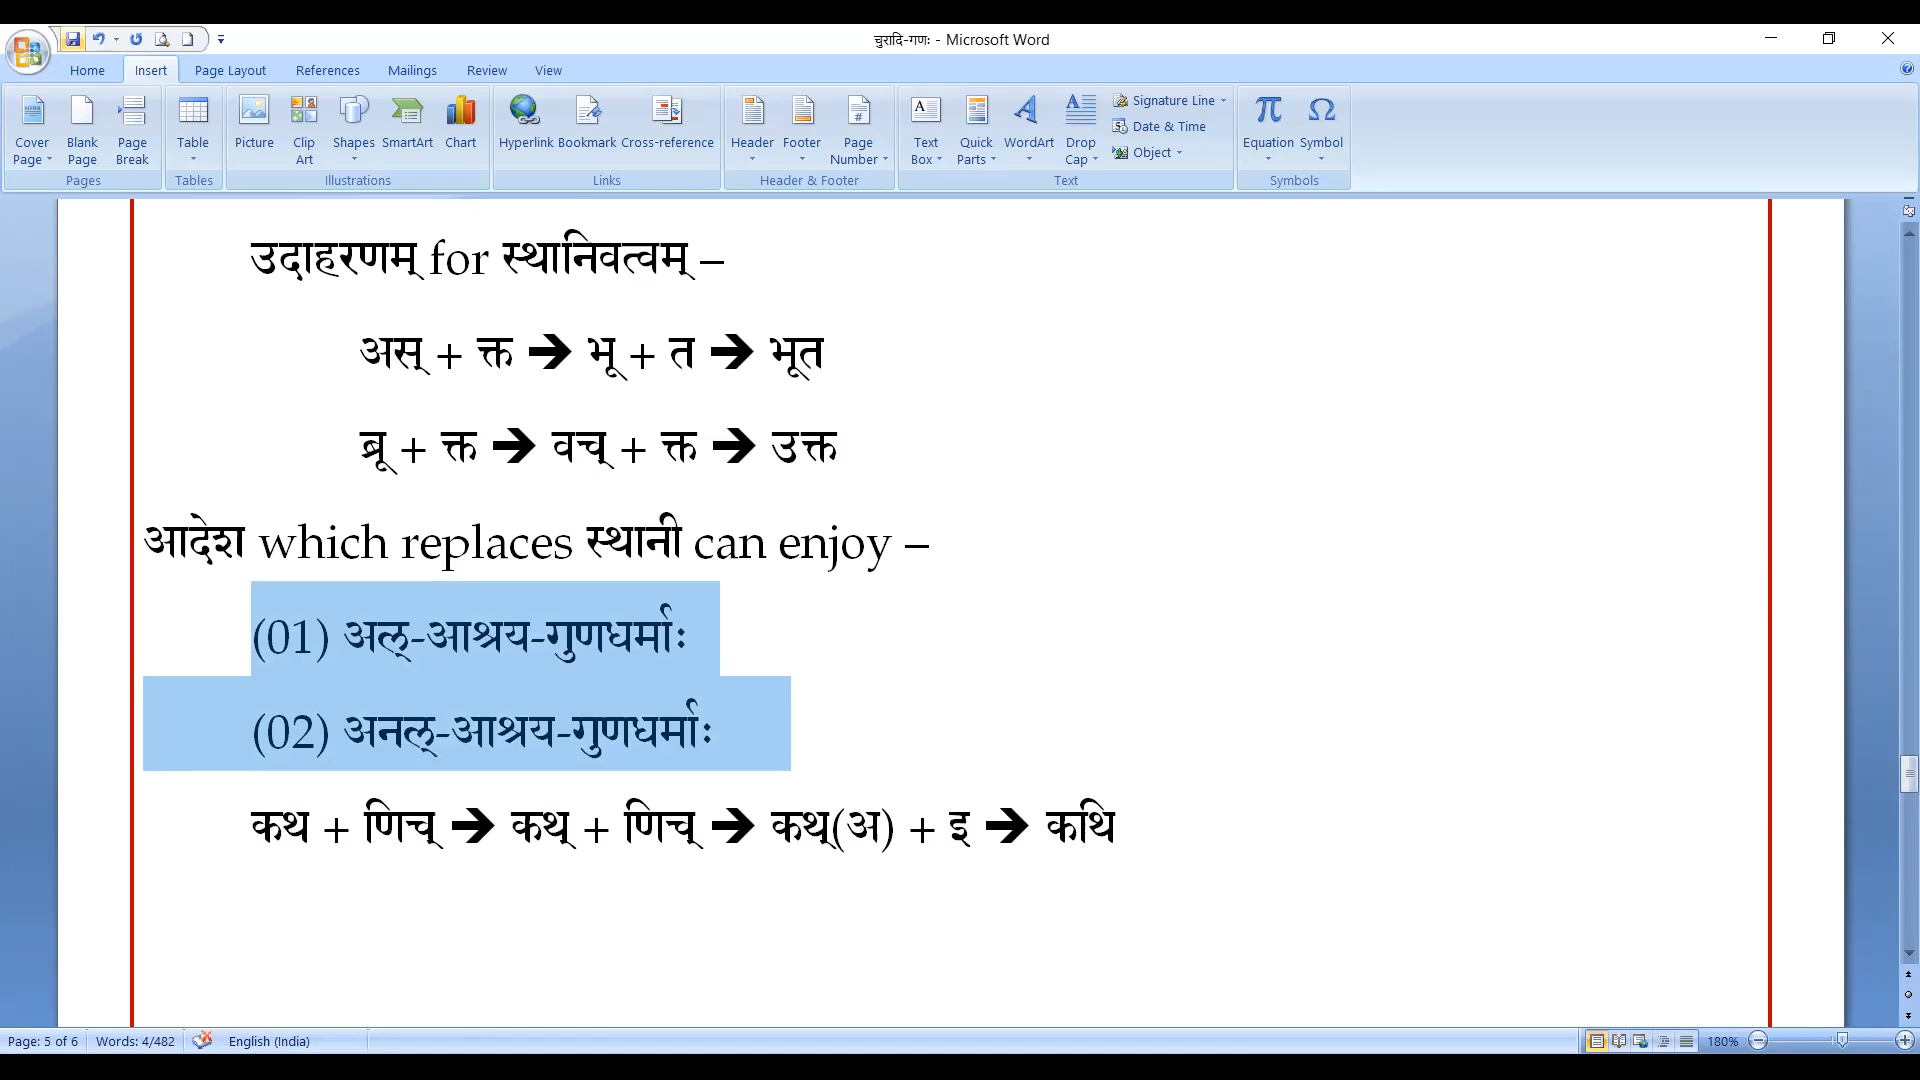 चुरादि-गणः - Microsoft Word
Home Insert Page Layout References Mailings Review View
Cover Page Blank Page Page Break Table Picture Clip Art Shapes SmartArt Chart Hyperlink Bookmark Cross-reference Header Footer Page Number Text Box Quick Parts WordArt Drop Cap Signature Line Date & Time Object Equation Symbol
Pages Tables Illustrations Links Header & Footer Text Symbols
उदाहरणम् for स्थानिवत्वम् –
अस् + क्त ➔ भू + त ➔ भूत
ब्रू + क्त ➔ वच् + क्त ➔ उक्त
आदेश which replaces स्थानी can enjoy –
(01) अल्-आश्रय-गुणधर्माः
(02) अनल्-आश्रय-गुणधर्माः
कथ + णिच् ➔ कथ् + णिच् ➔ कथ्(अ) + इ ➔ कथि
Page: 5 of 6 Words: 4/482 English (India) 180%